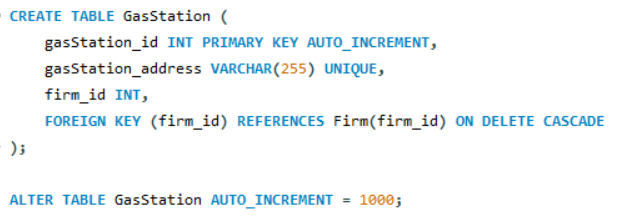 CREATE TABLE GasStation (
gasStation_id INT PRIMARY KEY AUTO_INCREMENT,
gasStation_address VARCHAR(255) UNIQUE,
firm_id INT,
FOREIGN KEY (firm_id) REFERENCES Firm(firm_id) ON DELETE CASCADE
);
ALTER TABLE GasStation AUTO_INCREMENT = 1000;